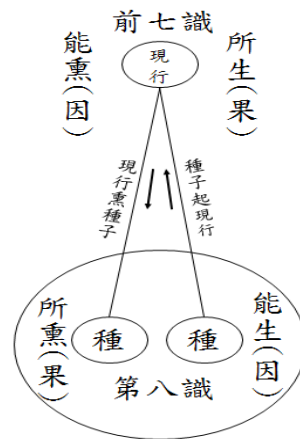 前七識
能熏(因)
現行
所生(果)
現行熏種子
種子起現行
所熏(果)
種
種
能生(因)
第八識